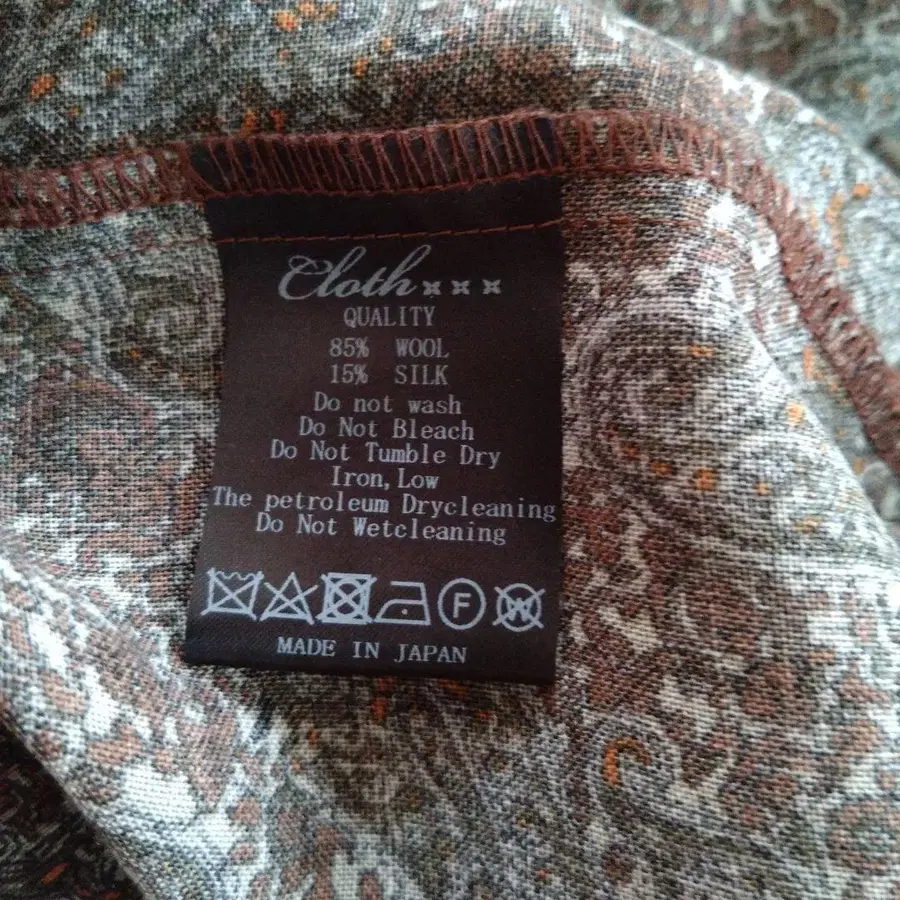 Cloth×××
QUALITY
85% WOOL
15% SILK
Do not wash
Do Not Bleach
Do Not Tumble Dry
Iron, Low
The petroleum Drycleaning
Do Not Wetcleaning
F W
MADE IN JAPAN